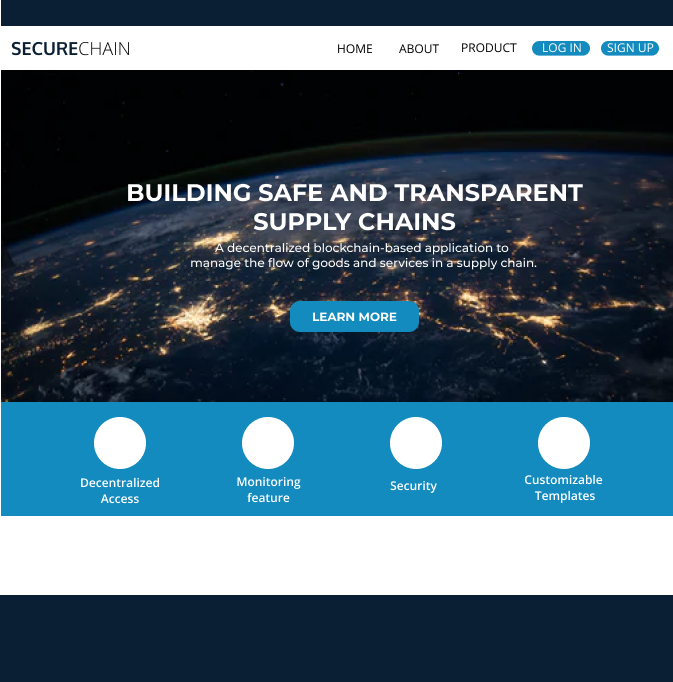 SECURECHAIN
HOME ABOUT PRODUCT LOG IN SIGN UP
BUILDING SAFE AND TRANSPARENT
SUPPLY CHAINS
A decentralized blockchain-based application to
manage the flow of goods and services in a supply chain.
LEARN MORE
Decentralized
Access
Monitoring
feature
Security
Customizable
Templates